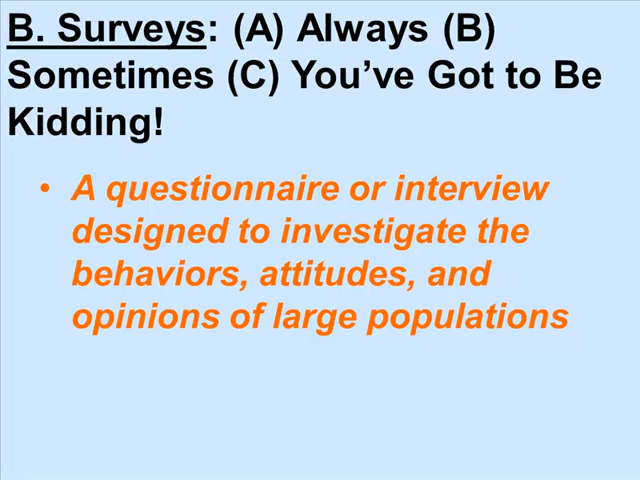 B. Surveys: (A) Always (B)
Sometimes (C) You’ve Got to Be
Kidding!
• A questionnaire or interview
designed to investigate the
behaviors, attitudes, and
opinions of large populations